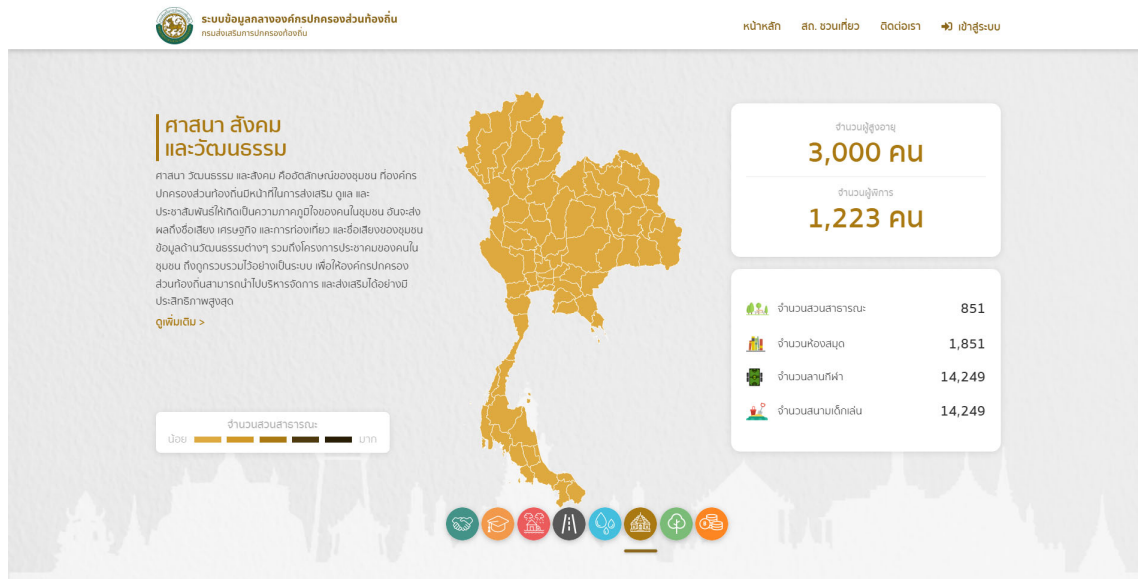 ระบบข้อมูลกลางองค์กรปกครองส่วนท้องถิ่น
กรมส่งเสริมการปกครองท้องถิ่น
หน้าหลัก สถ. ชวนเที่ยว ติดต่อเรา เข้าสู่ระบบ
ศาสนา สังคม
และวัฒนธรรม
ศาสนา วัฒนธรรม และสังคม คืออัตลักษณ์ของชุมชน ที่องค์กร
ปกครองส่วนท้องถิ่นมีหน้าที่ในการส่งเสริม ดูแล และ
ประชาสัมพันธ์ให้เกิดเป็นความภาคภูมิใจของคนในชุมชน อันจะส่ง
ผลถึงชื่อเสียง เศรษฐกิจ และการท่องเที่ยว และชื่อเสียงของชุมชน
ข้อมูลด้านวัฒนธรรมต่างๆ รวมถึงโครงการประชาคมของคนใน
ชุมชน ถึงถูกรวบรวมไว้อย่างเป็นระบบ เพื่อให้องค์กรปกครอง
ส่วนท้องถิ่นสามารถนำไปบริหารจัดการ และส่งเสริมได้อย่างมี
ประสิทธิภาพสูงสุด
ดูเพิ่มเติม >
จำนวนสวนสาธารณะ
น้อย มาก
จำนวนผู้สูงอายุ
3,000 คน
จำนวนผู้พิการ
1,223 คน
จำนวนสวนสาธารณะ 851
จำนวนห้องสมุด 1,851
จำนวนลานกีฬา 14,249
จำนวนสนามเด็กเล่น 14,249